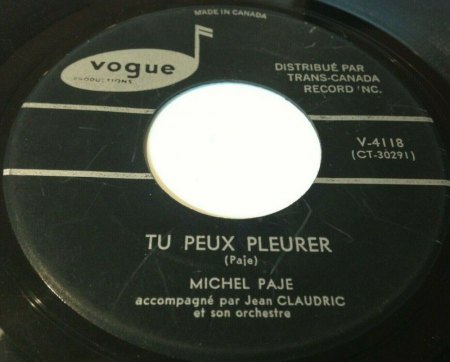 MADE IN CANADA
vogue
PRODUCTIONS
DISTRIBUÉ PAR
TRANS-CANADA
RECORD INC.
V-4118
(CT-30291)
TU PEUX PLEURER
(Paje)
MICHEL PAJE
accompagné par Jean CLAUDRIC
et son orchestre